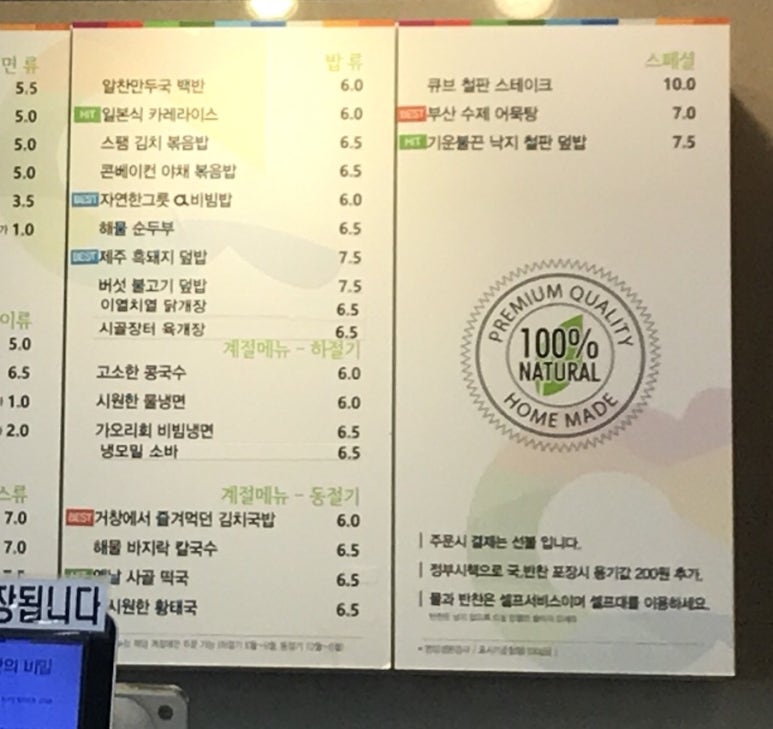 면 류
5.5
5.0
5.0
5.0
3.5
가 1.0
이류
5.0
6.5
1.0
2.0
스류
7.0
7.0
밥 류
알찬만두국 백반 6.0
HIT 일본식 카레라이스 6.0
스팸 김치 볶음밥 6.5
콘베이컨 야채 볶음밥 6.5
BEST 자연한그릇 a 비빔밥 6.0
해물 순두부 6.5
BEST 제주 흑돼지 덮밥 7.5
버섯 불고기 덮밥 7.5
이열치열 닭개장 6.5
시골장터 육개장 6.5
계절메뉴 - 하절기
고소한 콩국수 6.0
시원한 물냉면 6.0
가오리회 비빔냉면 6.5
냉모밀 소바 6.5
계절메뉴 - 동절기
BEST 거창에서 즐겨먹던 김치국밥 6.0
해물 바지락 칼국수 6.5
옛날 사골 떡국 6.5
시원한 황태국 6.5
스페셜
큐브 철판 스테이크 10.0
BEST 부산 수제 어묵탕 7.0
HIT 기운불끈 낙지 철판 덮밥 7.5
PREMIUM QUALITY
100%
NATURAL
HOME MADE
주문시 결제는 선불 입니다.
정부시책으로 국,반찬 포장시 용기값 200원 추가.
물과 반찬은 셀프서비스이며 셀프대를 이용하세요.
장됩니다
의 비밀